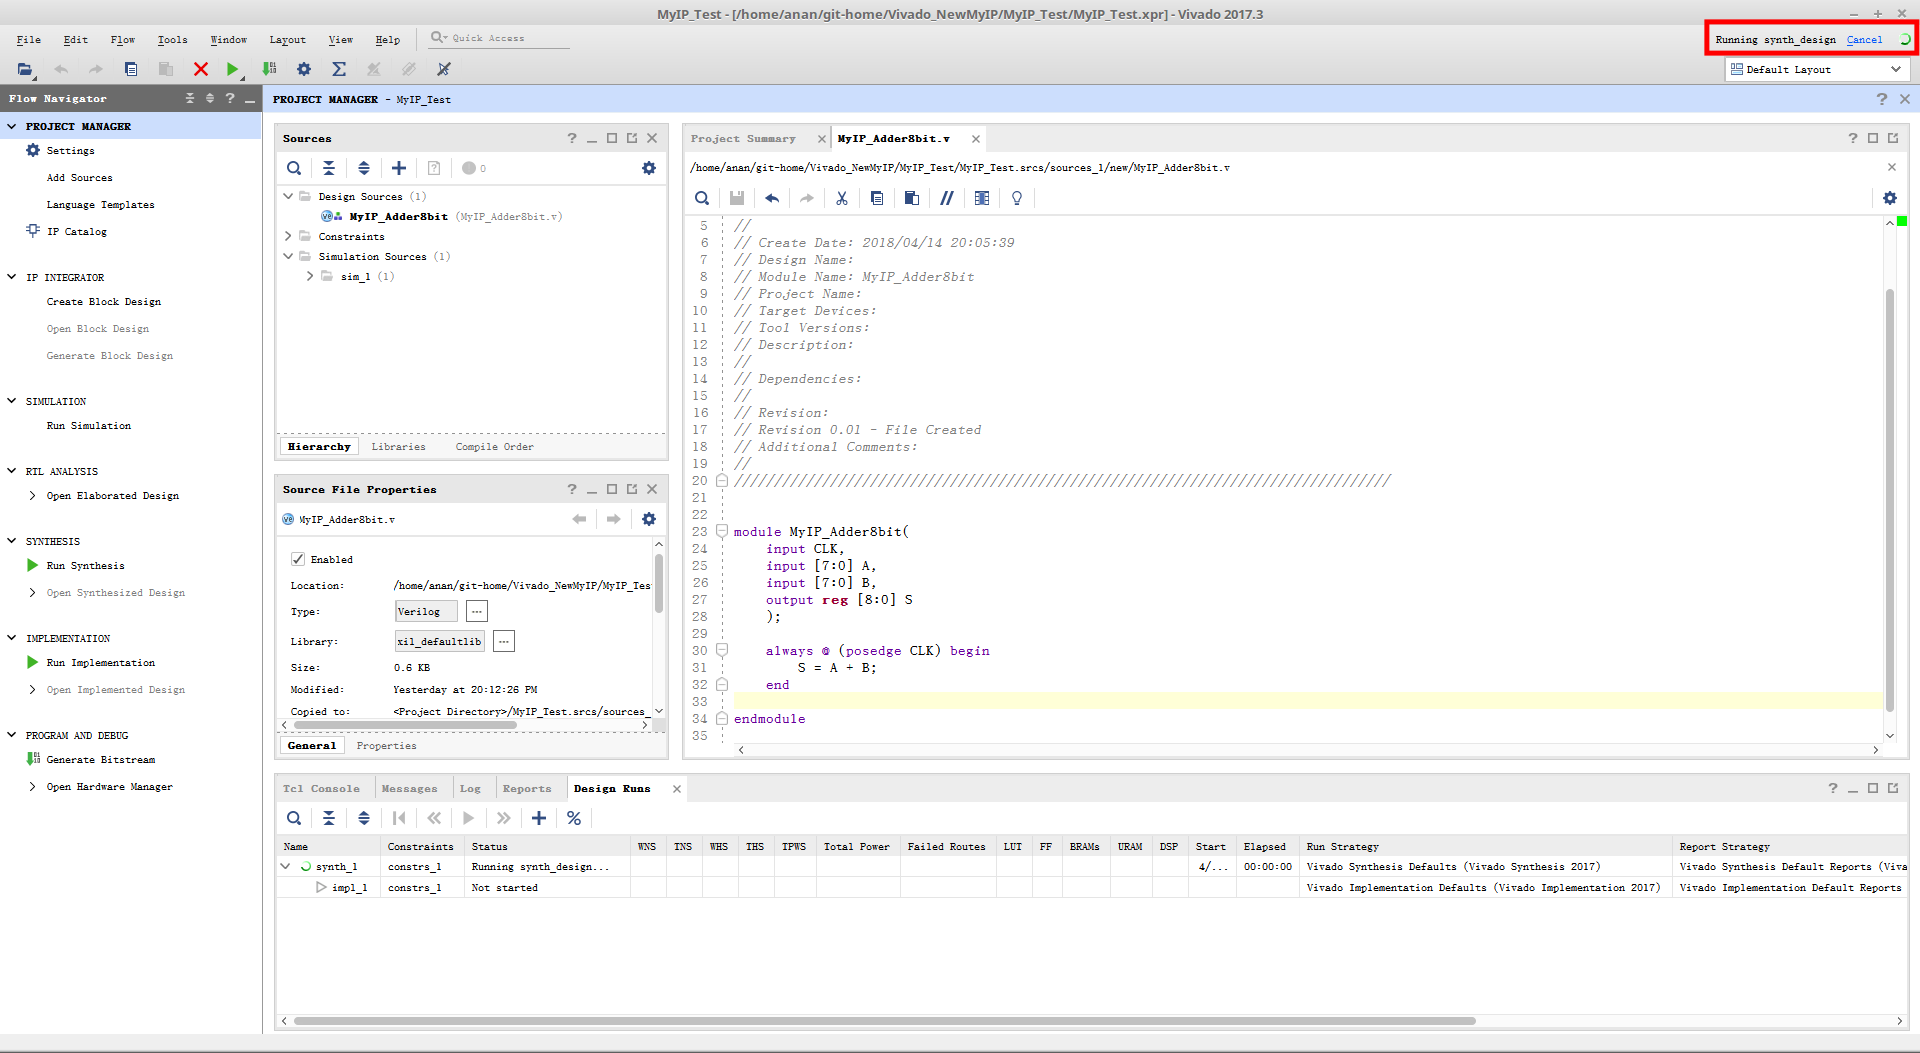 MyIP_Test - [/home/anan/git-home/Vivado_NewMyIP/MyIP_Test/MyIP_Test.xpr] - Vivado 2017.3
File Edit Flow Tools Window Layout View Help Quick Access
Running synth_design Cancel
Default Layout
Flow Navigator
PROJECT MANAGER
Settings
Add Sources
Language Templates
IP Catalog
IP INTEGRATOR
Create Block Design
Open Block Design
Generate Block Design
SIMULATION
Run Simulation
RTL ANALYSIS
Open Elaborated Design
SYNTHESIS
Run Synthesis
Open Synthesized Design
IMPLEMENTATION
Run Implementation
Open Implemented Design
PROGRAM AND DEBUG
Generate Bitstream
Open Hardware Manager
PROJECT MANAGER - MyIP_Test
Sources
0
Design Sources (1)
MyIP_Adder8bit (MyIP_Adder8bit.v)
Constraints
Simulation Sources (1)
sim_1 (1)
Hierarchy Libraries Compile Order
Source File Properties
MyIP_Adder8bit.v
Enabled
Location: /home/anan/git-home/Vivado_NewMyIP/MyIP_Tes
Type: Verilog ...
Library: xil_defaultlib ...
Size: 0.6 KB
Modified: Yesterday at 20:12:26 PM
Copied to: <Project Directory>/MyIP_Test.srcs/sources_
General Properties
Project Summary MyIP_Adder8bit.v
/home/anan/git-home/Vivado_NewMyIP/MyIP_Test/MyIP_Test.srcs/sources_1/new/MyIP_Adder8bit.v
5 //
6 // Create Date: 2018/04/14 20:05:39
7 // Design Name:
8 // Module Name: MyIP_Adder8bit
9 // Project Name:
10 // Target Devices:
11 // Tool Versions:
12 // Description:
13 //
14 // Dependencies:
15 //
16 // Revision:
17 // Revision 0.01 - File Created
18 // Additional Comments:
19 //
20 //////////////////////////////////////////////////////////////////////////////////
21
22
23 module MyIP_Adder8bit(
24 input CLK,
25 input [7:0] A,
26 input [7:0] B,
27 output reg [8:0] S
28 );
29
30 always @ (posedge CLK) begin
31 S = A + B;
32 end
33
34 endmodule
35
Tcl Console Messages Log Reports Design Runs
Name Constraints Status WNS TNS WHS THS TPWS Total Power Failed Routes LUT FF BRAMs URAM DSP Start Elapsed Run Strategy Report Strategy
synth_1 constrs_1 Running synth_design... 4/... 00:00:00 Vivado Synthesis Defaults (Vivado Synthesis 2017) Vivado Synthesis Default Reports (Viva
impl_1 constrs_1 Not started Vivado Implementation Defaults (Vivado Implementation 2017) Vivado Implementation Default Reports